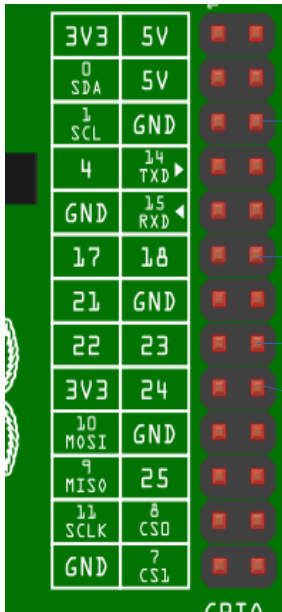 3V3 5V
0 SDA 5V
1 SCL GND
4 14 TXD
GND 15 RXD
17 18
21 GND
22 23
3V3 24
10 MOSI GND
9 MISO 25
11 SCLK 8 CS0
GND 7 CS1